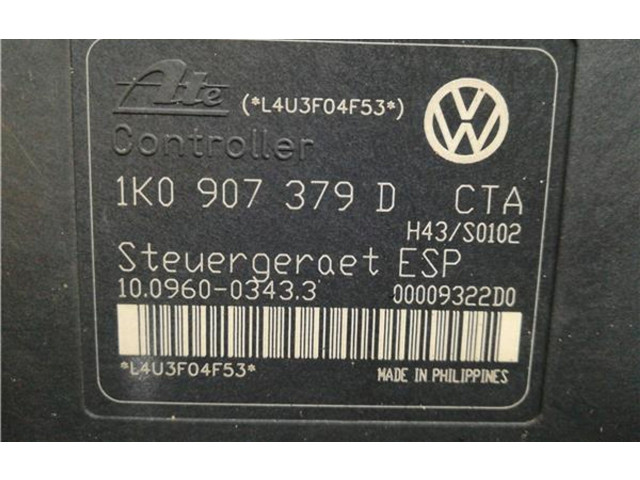 Ate (*L4U3F04F53*)
Controller
1K0 907 379 D CTA
H43/S0102
Steuergeraet ESP
10.0960-0343.3 00009322D0
*L4U3F04F53* MADE IN PHILIPPINES